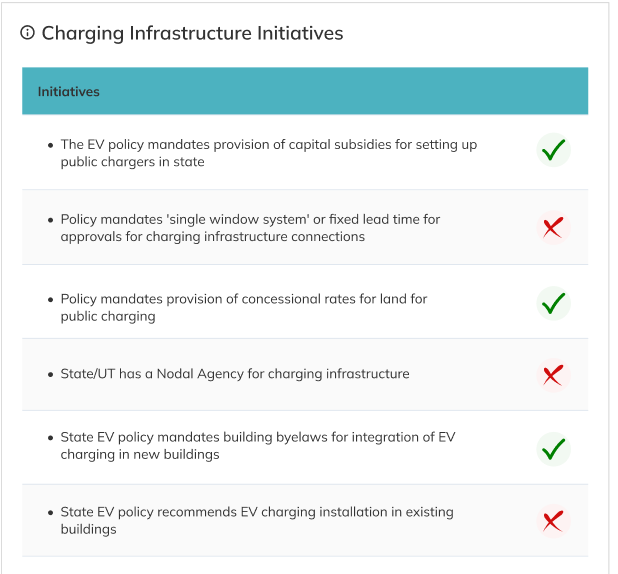 Charging Infrastructure Initiatives
Initiatives
• The EV policy mandates provision of capital subsidies for setting up
public chargers in state
• Policy mandates 'single window system' or fixed lead time for
approvals for charging infrastructure connections
• Policy mandates provision of concessional rates for land for
public charging
• State/UT has a Nodal Agency for charging infrastructure
• State EV policy mandates building byelaws for integration of EV
charging in new buildings
• State EV policy recommends EV charging installation in existing
buildings